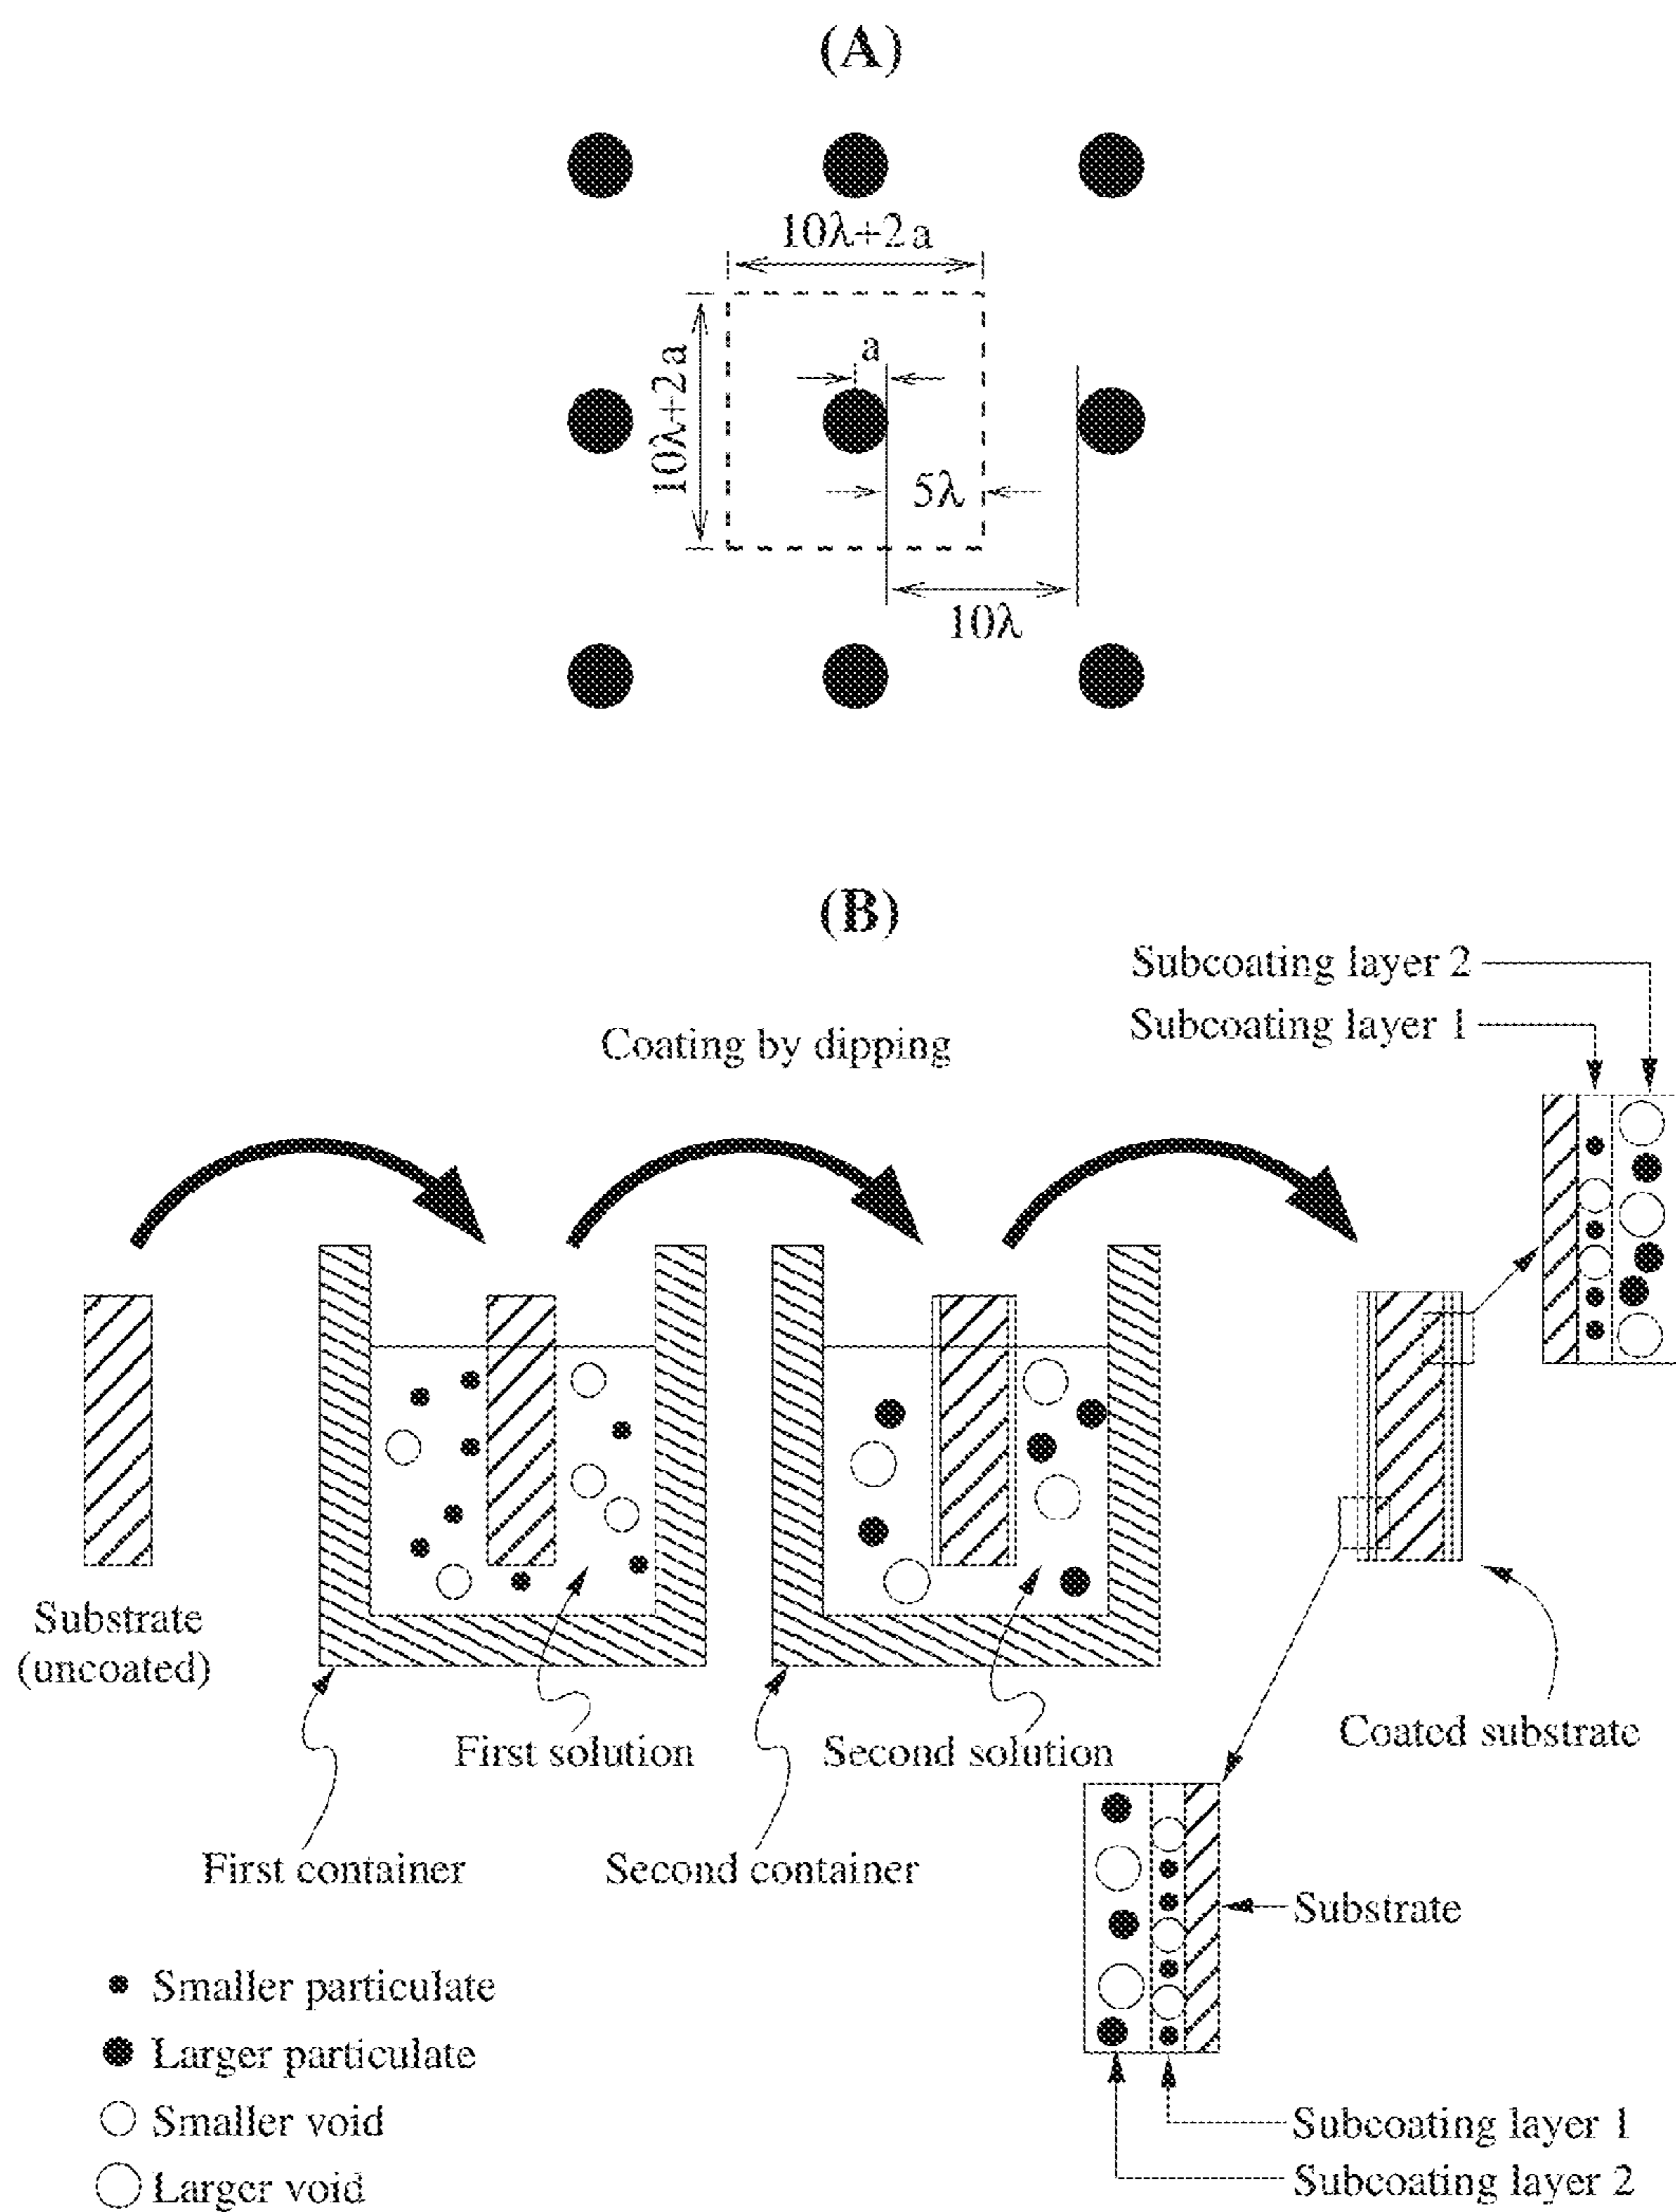 (A)
10λ+2a
10λ+2a
a
5λ
10λ
(B)
Subcoating layer 2
Subcoating layer 1
Coating by dipping
Substrate
(uncoated)
First solution
Second solution
Coated substrate
First container
Second container
Substrate
Smaller particulate
Larger particulate
Smaller void
Larger void
Subcoating layer 1
Subcoating layer 2